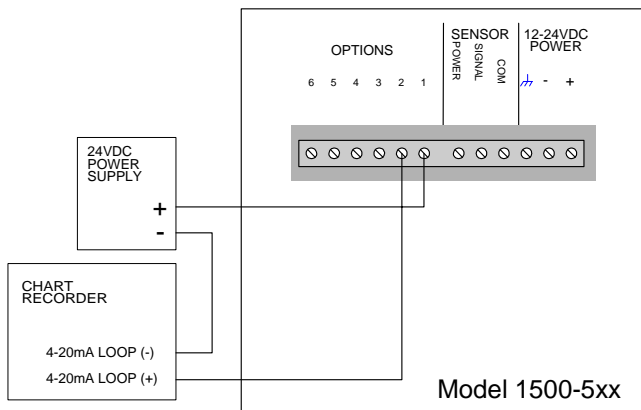 OPTIONS
6 5 4 3 2 1
SENSOR
POWER
SIGNAL
COM
12-24VDC
POWER
- +
24VDC
POWER
SUPPLY
+
-
CHART
RECORDER
4-20mA LOOP (-)
4-20mA LOOP (+)
Model 1500-5xx